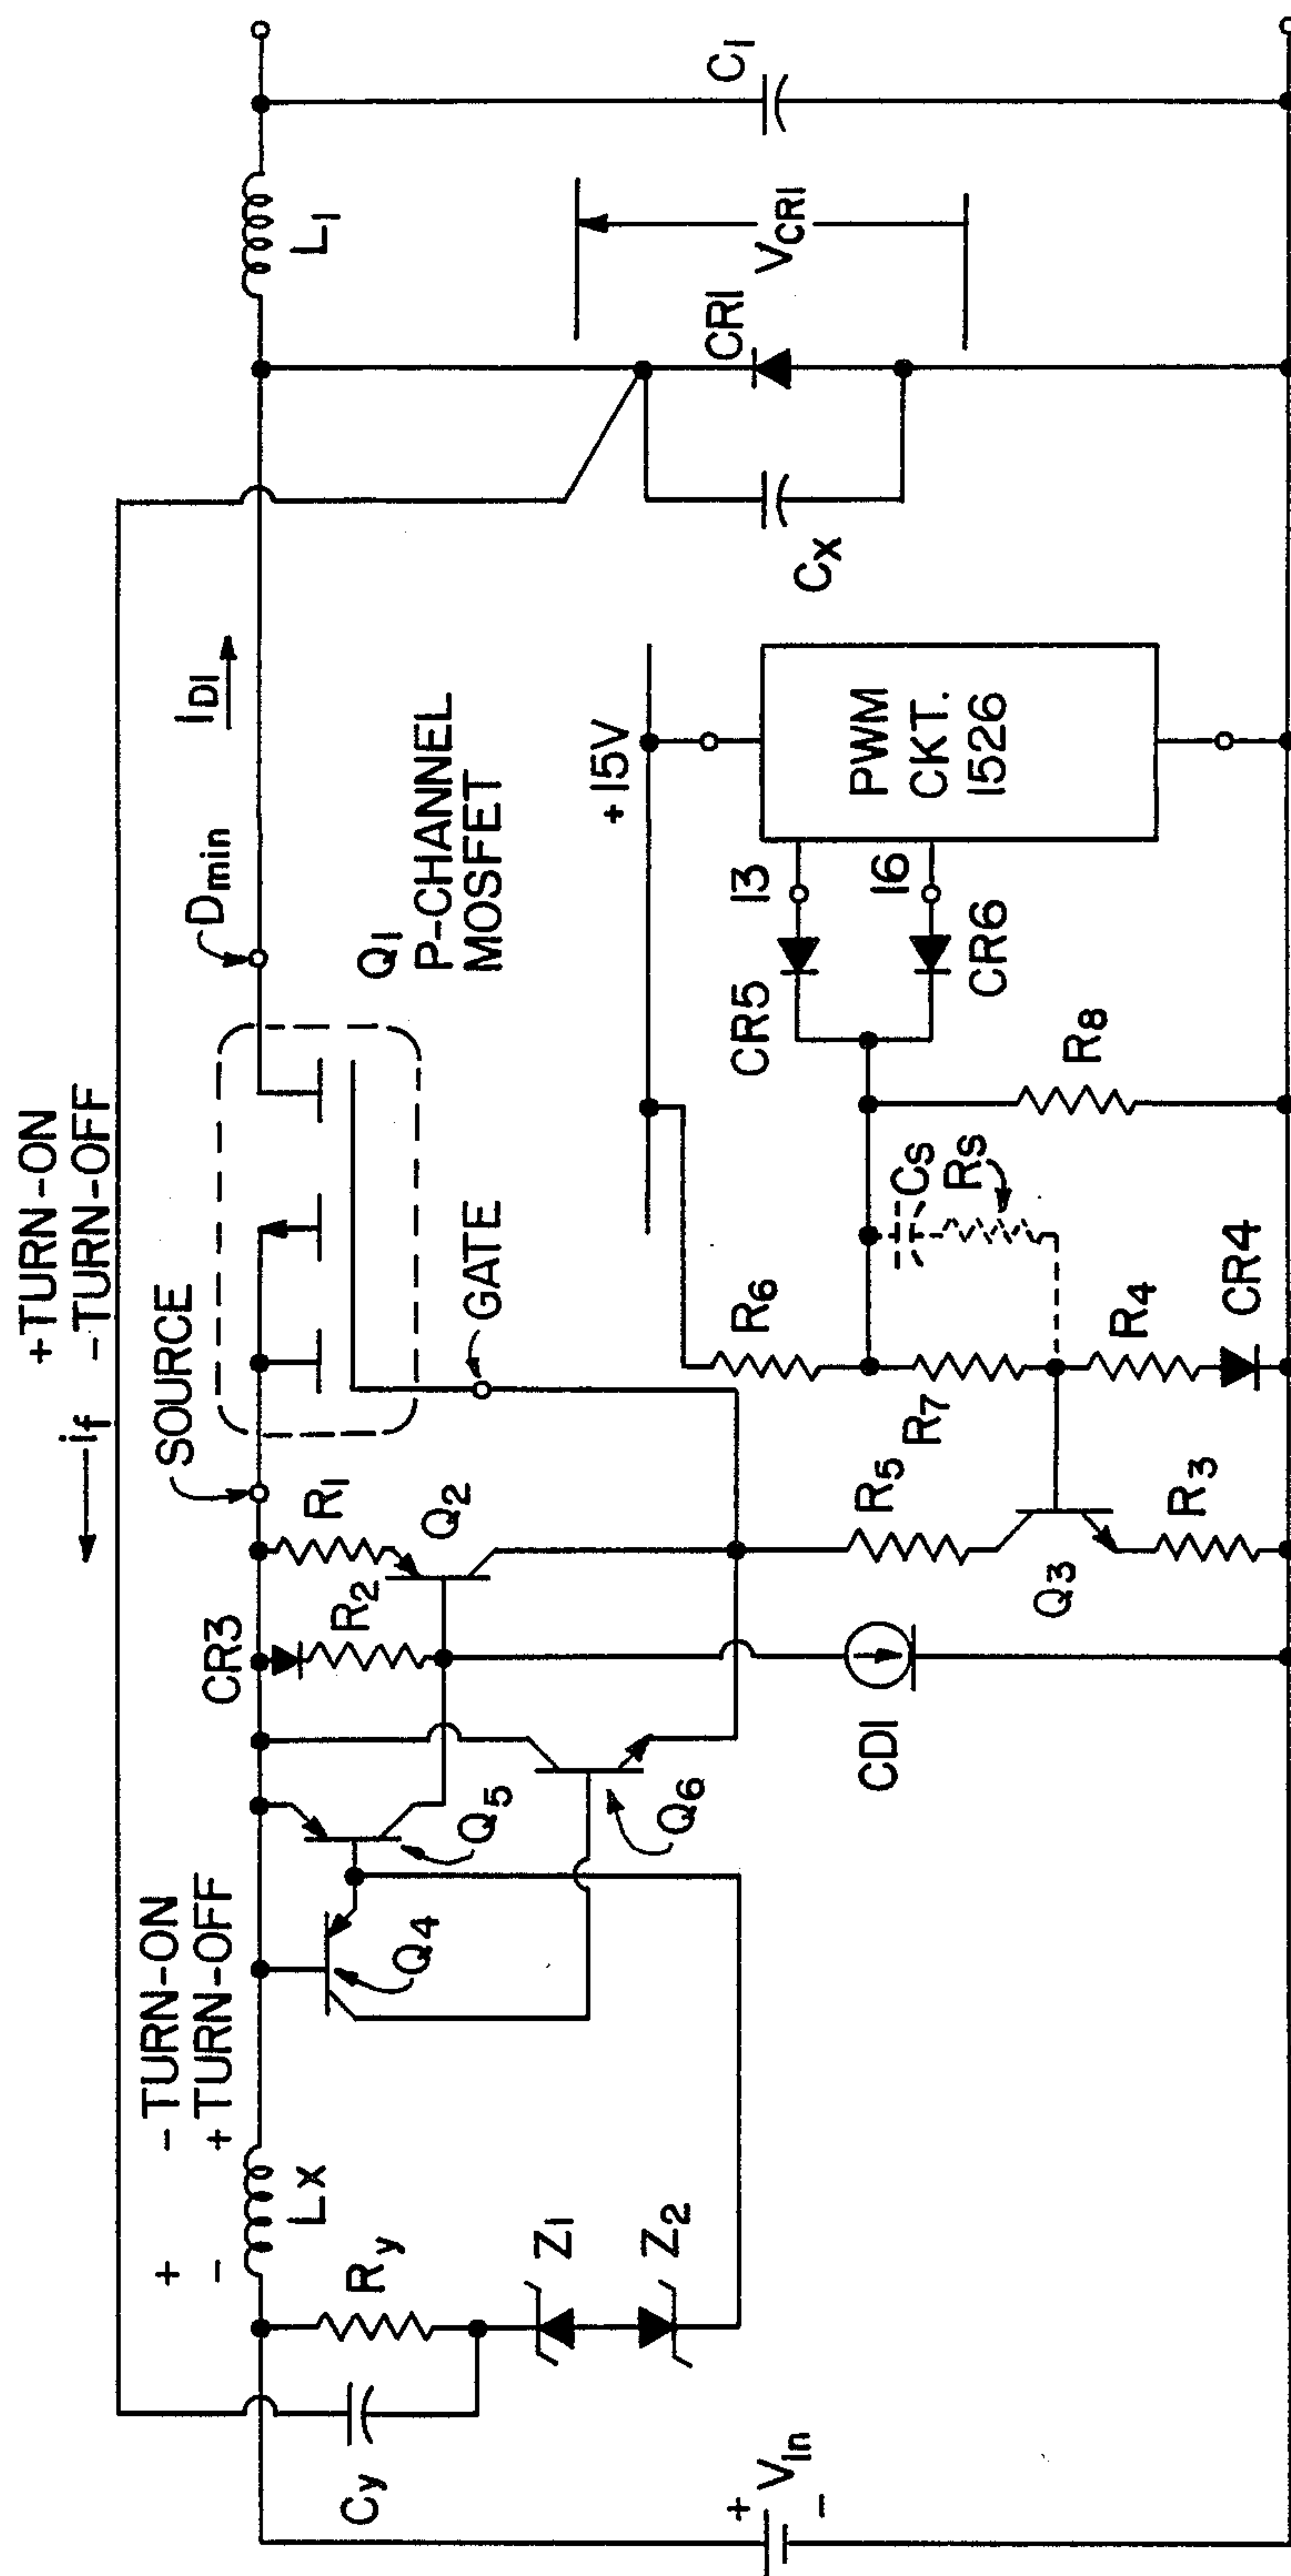 +TURN-ON
-TURN-OFF
if
SOURCE
- TURN-ON
+ TURN-OFF
+
-
Lx
Ry
Cy
Z1
Z2
+
Vin
-
Q4
Q5
Q6
CR3
R2
R1
Q2
CD1
GATE
Q1
P-CHANNEL
MOSFET
Dmin
ID1
L1
C1
VCR1
CR1
Cx
+15V
PWM
CKT.
1526
13
16
CR5
CR6
R8
Cs
Rs
R6
R7
R4
CR4
R5
Q3
R3